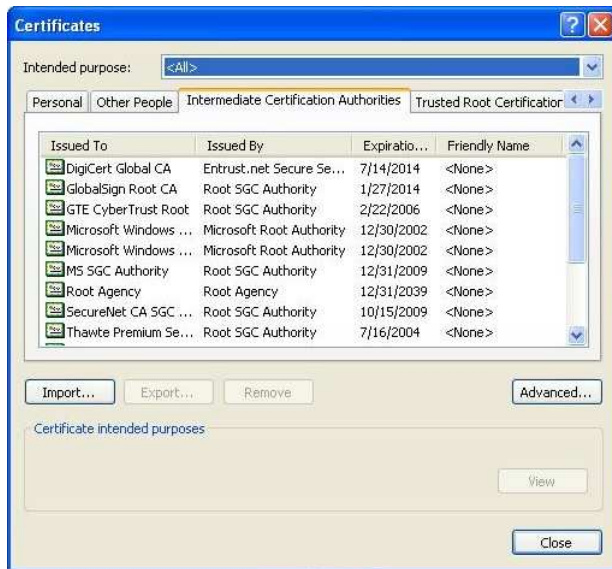 Certificates
Intended purpose: <All>
Personal Other People Intermediate Certification Authorities Trusted Root Certification
Issued To Issued By Expiratio... Friendly Name
DigiCert Global CA Entrust.net Secure Se... 7/14/2014 <None>
GlobalSign Root CA Root SGC Authority 1/27/2014 <None>
GTE CyberTrust Root Root SGC Authority 2/22/2006 <None>
Microsoft Windows ... Microsoft Root Authority 12/30/2002 <None>
Microsoft Windows ... Microsoft Root Authority 12/30/2002 <None>
MS SGC Authority Root SGC Authority 12/31/2009 <None>
Root Agency Root Agency 12/31/2039 <None>
SecureNet CA SGC ... Root SGC Authority 10/15/2009 <None>
Thawte Premium Se... Root SGC Authority 7/16/2004 <None>
Import... Export... Remove Advanced...
Certificate intended purposes
View
Close